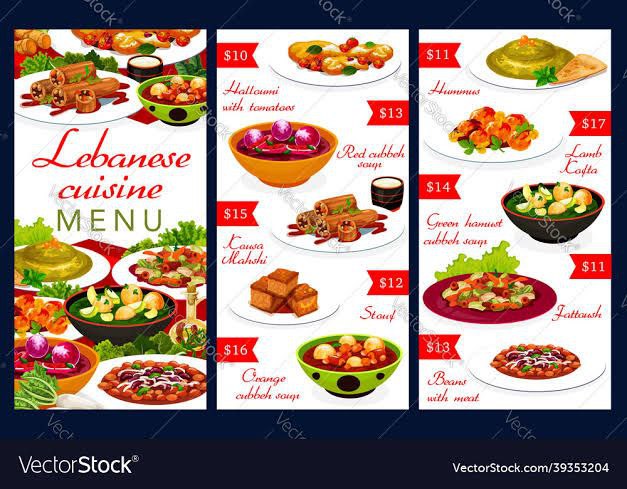 Lebanese
cuisine
MENU
$10
Halloumi
with tomatoes
$13
Red cubbeh
soup
$15
Kousa
Mahshi
$12
Stouf
$16
Orange
cubbeh soup
$11
Hummus
$17
Lamb
Kofta
$14
Green hamust
cubbeh soup
$11
Fattoush
$13
Beans
with meat
VectorStock®
VectorStock.com/39353204